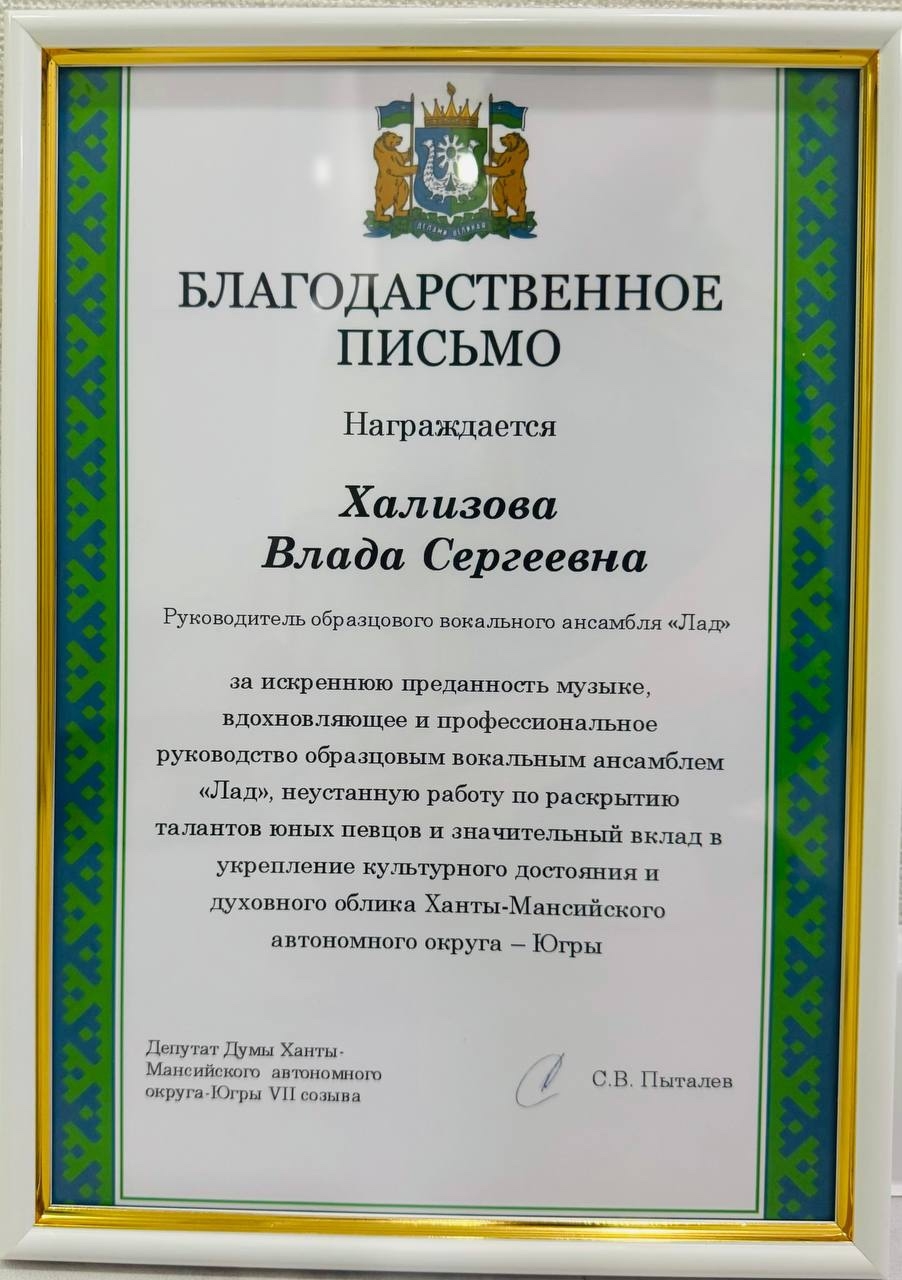 ДЕЛАМИ ВЕЛИКАЯ
БЛАГОДАРСТВЕННОЕ
ПИСЬМО
Награждается
Хализова
Влада Сергеевна
Руководитель образцового вокального ансамбля «Лад»
за искреннюю преданность музыке,
вдохновляющее и профессиональное
руководство образцовым вокальным ансамблем
«Лад», неустанную работу по раскрытию
талантов юных певцов и значительный вклад в
укрепление культурного достояния и
духовного облика Ханты-Мансийского
автономного округа – Югры
Депутат Думы Ханты-
Мансийского автономного
округа-Югры VII созыва
С.В. Пыталев